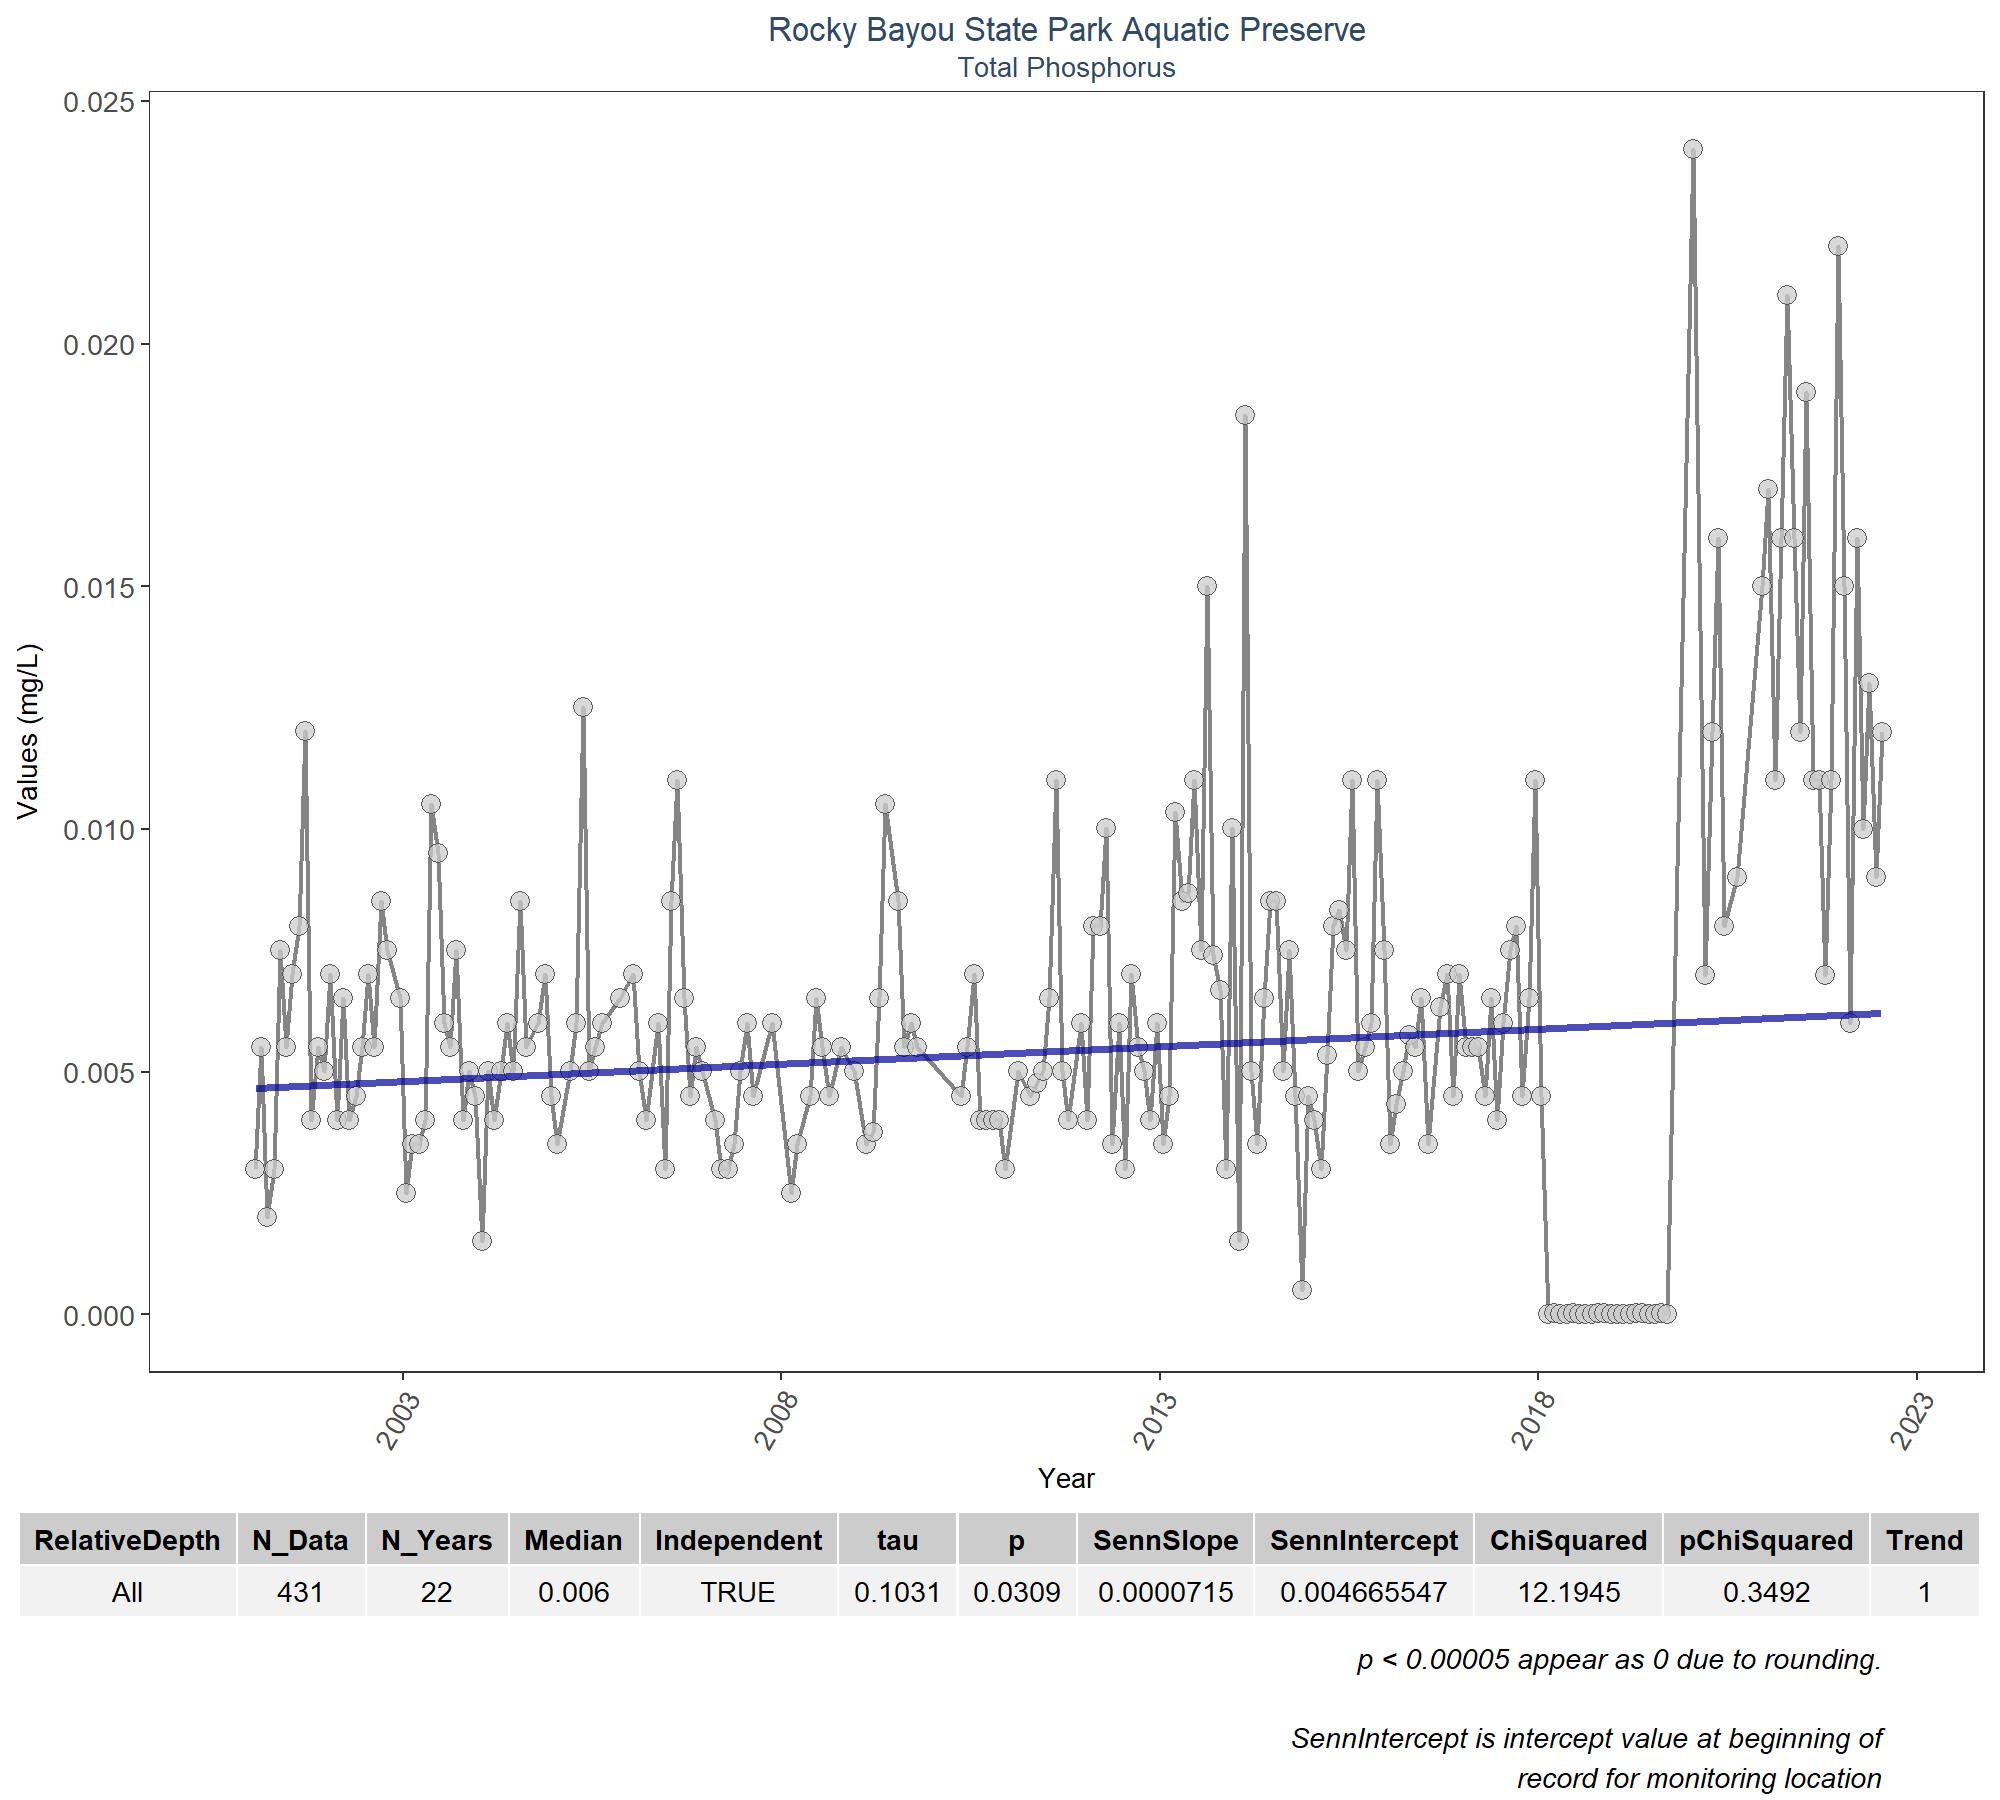 Rocky Bayou State Park Aquatic Preserve
Total Phosphorus
0.025
0.020
0.015
0.010
0.005
0.000
Values (mg/L)
2003 2008 2013 2018 2023
Year
RelativeDepth N_Data N_Years Median Independent tau p SennSlope SennIntercept ChiSquared pChiSquared Trend
All 431 22 0.006 TRUE 0.1031 0.0309 0.0000715 0.004665547 12.1945 0.3492 1
p < 0.00005 appear as 0 due to rounding.
SennIntercept is intercept value at beginning of
record for monitoring location